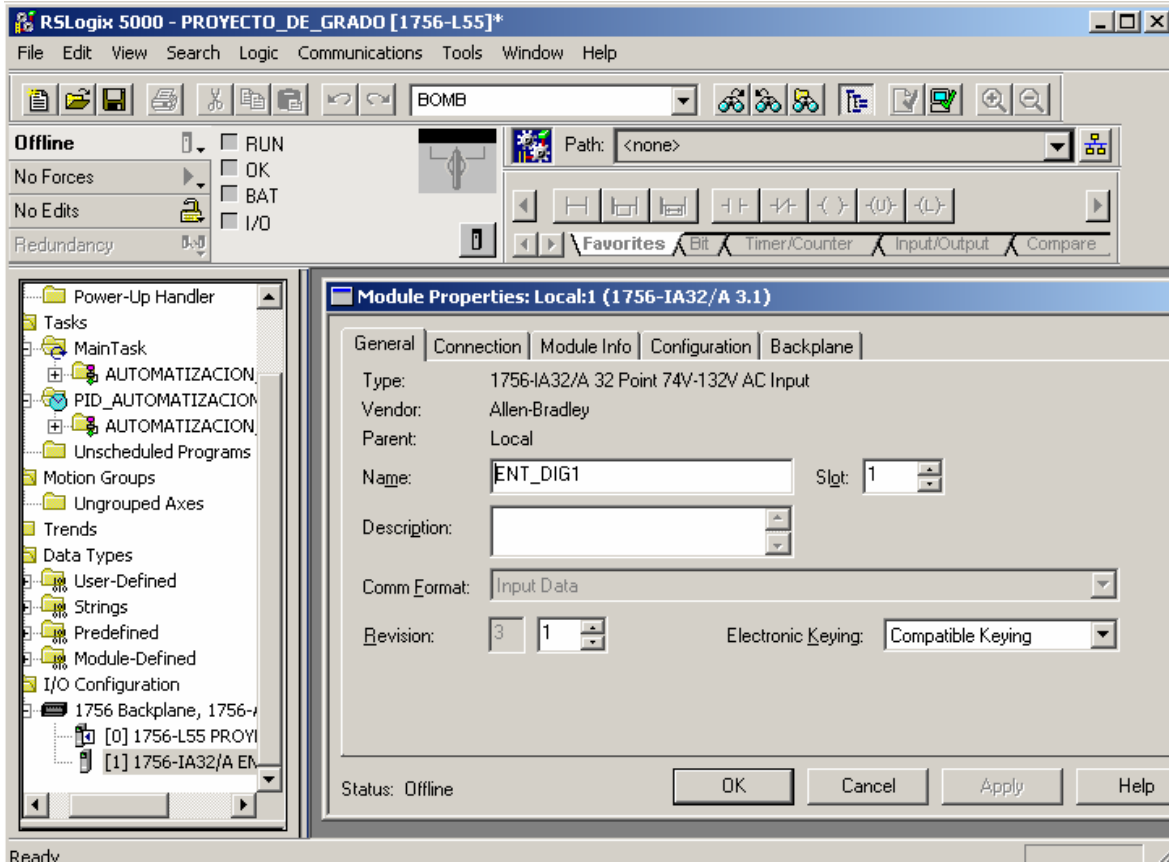 RSLogix 5000 - PROYECTO_DE_GRADO [1756-L55]*
File Edit View Search Logic Communications Tools Window Help
BOMB
Offline
RUN
No Forces
OK
No Edits
BAT
Redundancy
I/O
Path: <none>
Favorites Bit Timer/Counter Input/Output Compare
Power-Up Handler
Tasks
MainTask
AUTOMATIZACION_
PID_AUTOMATIZACION
AUTOMATIZACION_
Unscheduled Programs
Motion Groups
Ungrouped Axes
Trends
Data Types
User-Defined
Strings
Predefined
Module-Defined
I/O Configuration
1756 Backplane, 1756-A
[0] 1756-L55 PROYE
[1] 1756-IA32/A EN
Module Properties: Local:1 (1756-IA32/A 3.1)
General Connection Module Info Configuration Backplane
Type: 1756-IA32/A 32 Point 74V-132V AC Input
Vendor: Allen-Bradley
Parent: Local
Name: ENT_DIG1 Slot: 1
Description:
Comm Format: Input Data
Revision: 3 1 Electronic Keying: Compatible Keying
Status: Offline OK Cancel Apply Help
Ready